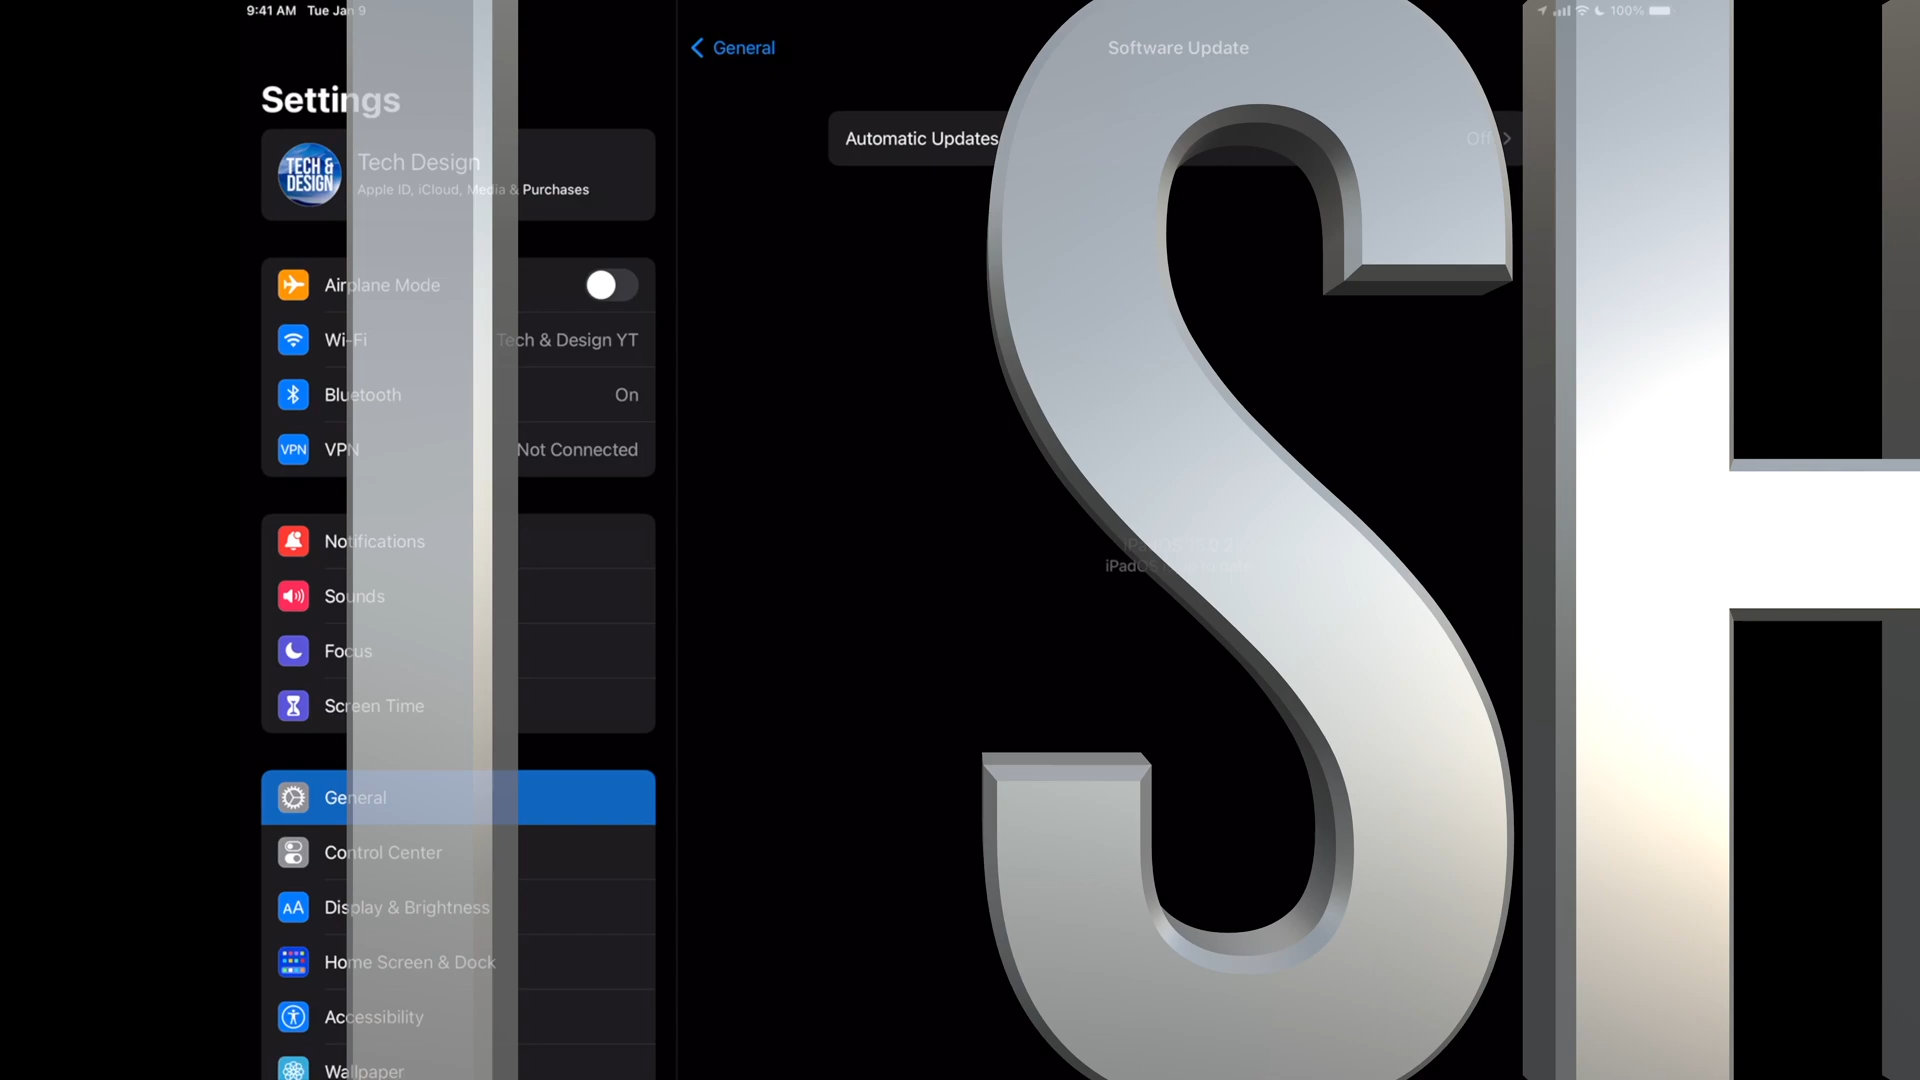 9:41 AM Tue Jan 9
100%
General
Software Update
Settings
TECH &
DESIGN
Tech Design
Apple ID, iCloud, Media & Purchases
Automatic Updates
Off
Airplane Mode
Wi-Fi
Tech & Design YT
Bluetooth
On
VPN
VPN
Not Connected
Notifications
iPadOS
Sounds
Focus
Screen Time
General
Control Center
AA
Display & Brightness
Home Screen & Dock
Accessibility
Wallpaper
SH